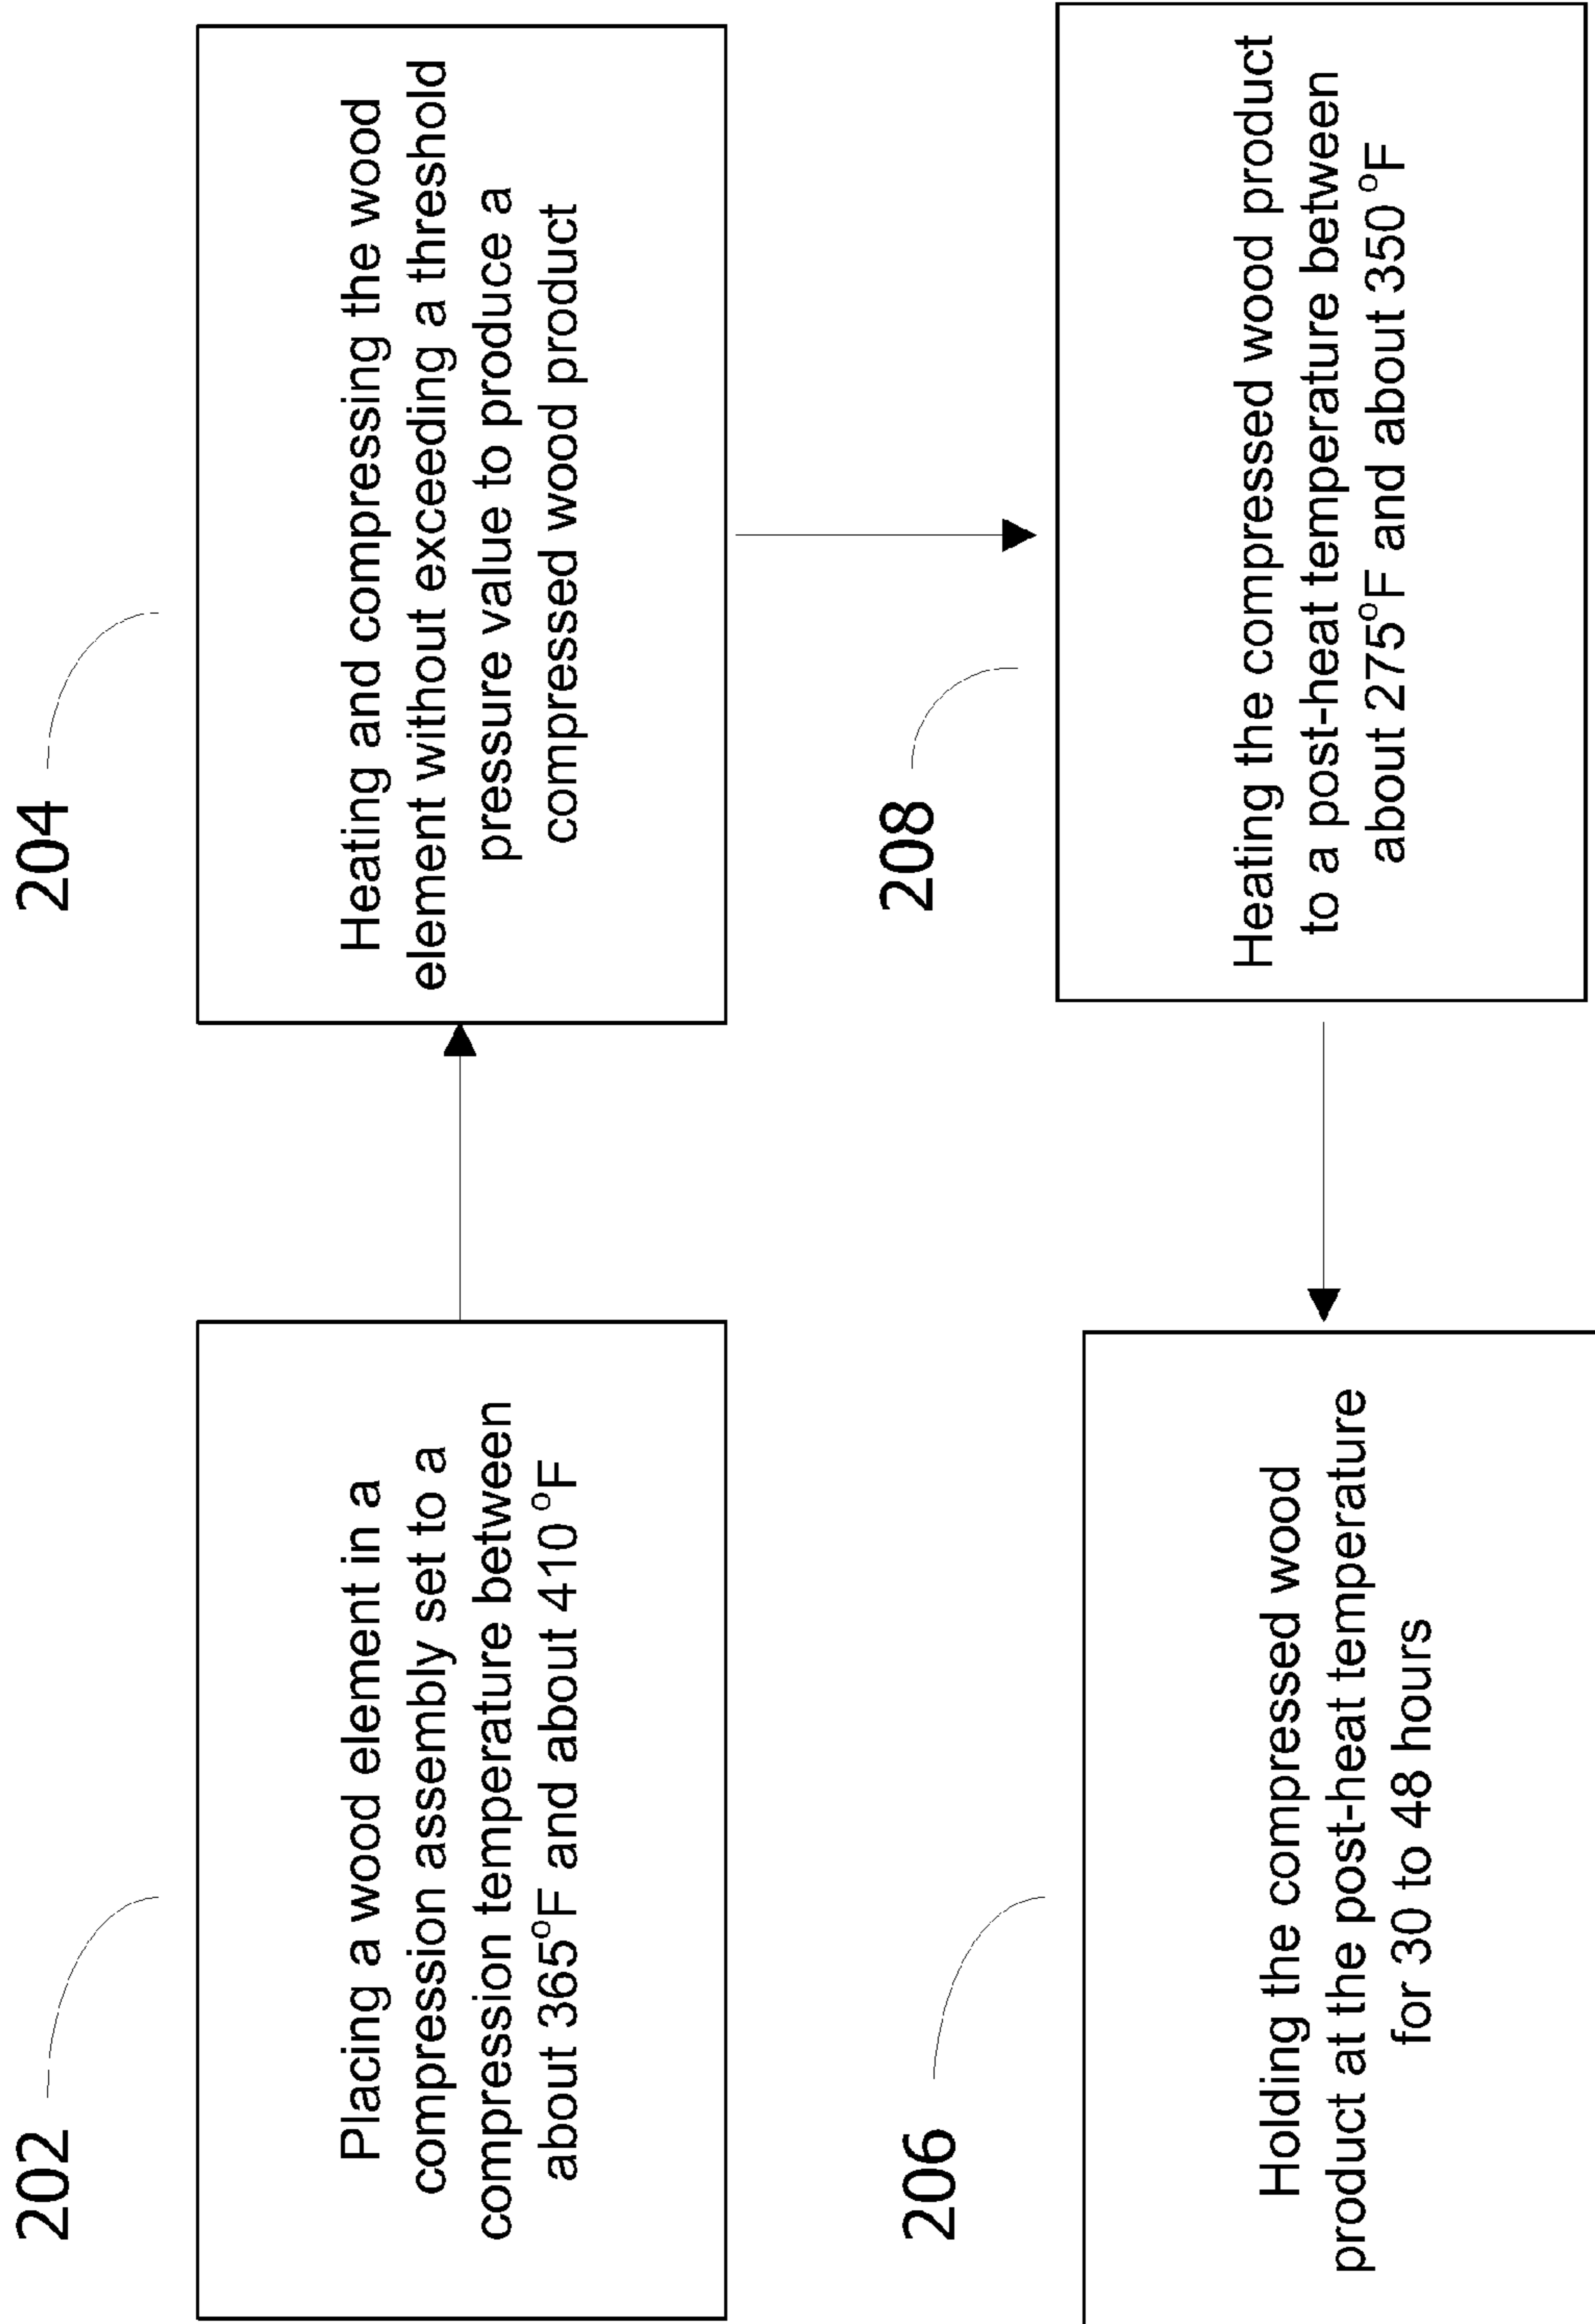 202
Placing a wood element in a
compression assembly set to a
compression temperature between
about 365°F and about 410°F
204
Heating and compressing the wood
element without exceeding a threshold
pressure value to produce a
compressed wood product
206
Holding the compressed wood
product at the post-heat temperature
for 30 to 48 hours
208
Heating the compressed wood product
to a post-heat temperature between
about 275°F and about 350°F